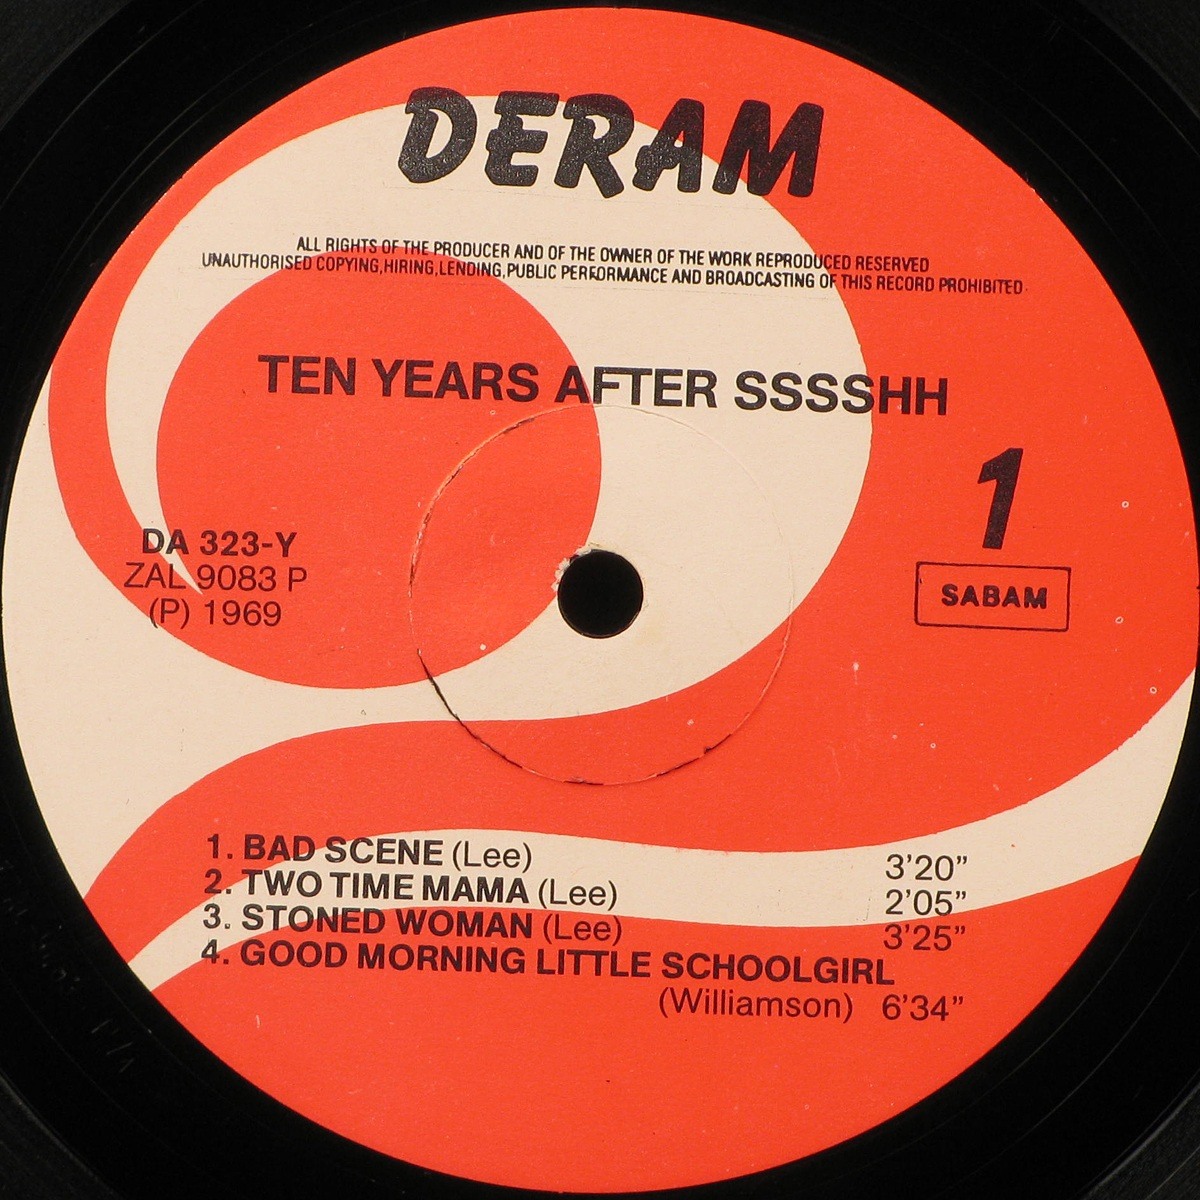 DERAM
ALL RIGHTS OF THE PRODUCER AND OF THE OWNER OF THE WORK REPRODUCED RESERVED
UNAUTHORISED COPYING,HIRING,LENDING,PUBLIC PERFORMANCE AND BROADCASTING OF THIS RECORD PROHIBITED
TEN YEARS AFTER SSSSHH
1
DA 323-Y
ZAL 9083 P
(P) 1969
SABAM
1. BAD SCENE (Lee) 3'20”
2. TWO TIME MAMA (Lee) 2'05”
3. STONED WOMAN (Lee) 3'25”
4. GOOD MORNING LITTLE SCHOOLGIRL
(Williamson) 6'34”